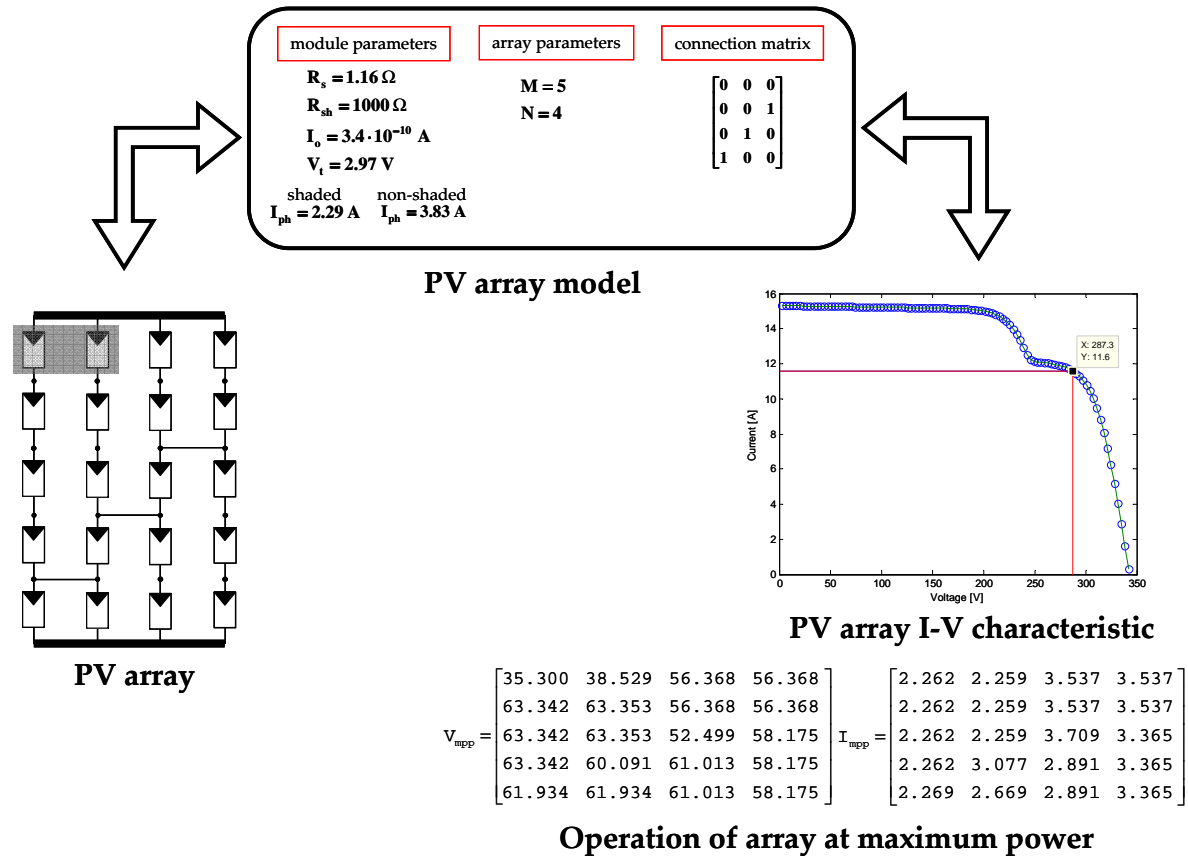 module parameters
array parameters
connection matrix
R_s = 1.16 Ω
R_sh = 1000 Ω
I_o = 3.4·10^-10 A
V_t = 2.97 V
shaded non-shaded
I_ph = 2.29 A I_ph = 3.83 A
M = 5
N = 4
0 0 0
0 0 1
0 1 0
1 0 0
PV array model
PV array
16
14
12
10
8
6
4
2
0
0 50 100 150 200 250 300 350
Current [A]
Voltage [V]
X: 287.3
Y: 11.6
PV array I-V characteristic
V_mpp =
35.300 38.529 56.368 56.368
63.342 63.353 56.368 56.368
63.342 63.353 52.499 58.175
63.342 60.091 61.013 58.175
61.934 61.934 61.013 58.175
I_mpp =
2.262 2.259 3.537 3.537
2.262 2.259 3.537 3.537
2.262 2.259 3.709 3.365
2.262 3.077 2.891 3.365
2.269 2.669 2.891 3.365
Operation of array at maximum power